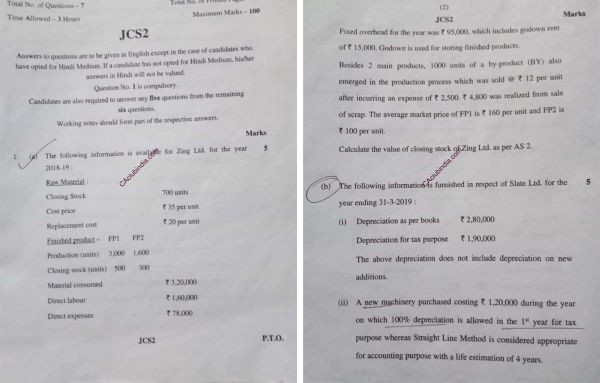 Total No. of Questions – 7
Total No. of Printed
Time Allowed – 3 Hours
Maximum Marks – 100
JCS2
Answers to questions are to be given in English except in the case of candidates who
have opted for Hindi Medium. If a candidate has not opted for Hindi Medium, his/her
answers in Hindi will not be valued.
Question No. 1 is compulsory.
Candidates are also required to answer any five questions from the remaining
six questions.
Working notes should form part of the respective answers.
Marks
1. (a) The following information is available for Zing Ltd. for the year 5
2018-19 :
Raw Material :
Closing Stock 700 units
Cost price ₹ 35 per unit
Replacement cost ₹ 20 per unit
Finished product – FP1 FP2
Production (units) 3,000 1,600
Closing stock (units) 500 300
Material consumed ₹ 3,20,000
Direct labour ₹ 1,60,000
Direct expenses ₹ 78,000
JCS2 P.T.O.
CAclubindia.com
(2)
JCS2 Marks
Fixed overhead for the year was ₹ 95,000, which includes godown rent
of ₹ 15,000. Godown is used for storing finished products.
Besides 2 main products, 1000 units of a by-product (BY) also
emerged in the production process which was sold @ ₹ 12 per unit
after incurring an expense of ₹ 2,500. ₹ 4,800 was realized from sale
of scrap. The average market price of FP1 is ₹ 160 per unit and FP2 is
₹ 100 per unit.
Calculate the value of closing stock of Zing Ltd. as per AS 2.
CAclubindia.com
(b) The following information is furnished in respect of Slate Ltd. for the 5
year ending 31-3-2019 :
(i) Depreciation as per books ₹ 2,80,000
Depreciation for tax purpose ₹ 1,90,000
The above depreciation does not include depreciation on new
additions.
(ii) A new machinery purchased costing ₹ 1,20,000 during the year
on which 100% depreciation is allowed in the 1st year for tax
purpose whereas Straight Line Method is considered appropriate
for accounting purpose with a life estimation of 4 years.